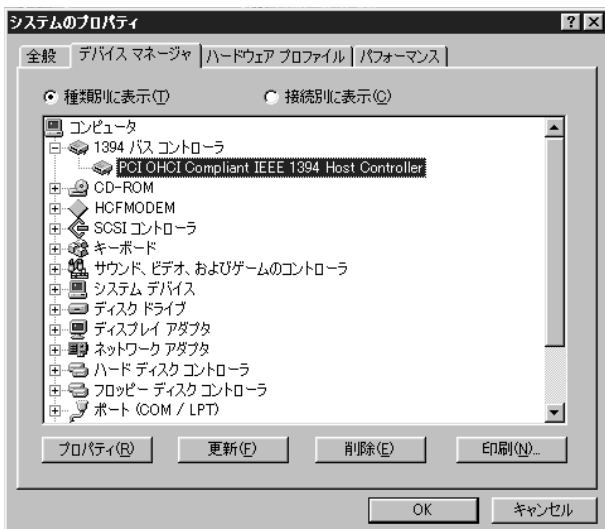 システムのプロパティ
全般 デバイス マネージャ ハードウェア プロファイル パフォーマンス
種類別に表示(T) 接続別に表示(C)
コンピュータ
1394 バス コントローラ
PCI OHCI Compliant IEEE 1394 Host Controller
CD-ROM
HCFMODEM
SCSI コントローラ
キーボード
サウンド、ビデオ、およびゲームのコントローラ
システム デバイス
ディスク ドライブ
ディスプレイ アダプタ
ネットワーク アダプタ
ハード ディスク コントローラ
フロッピー ディスク コントローラ
ポート (COM / LPT)
プロパティ(R) 更新(F) 削除(E) 印刷(N)...
OK キャンセル